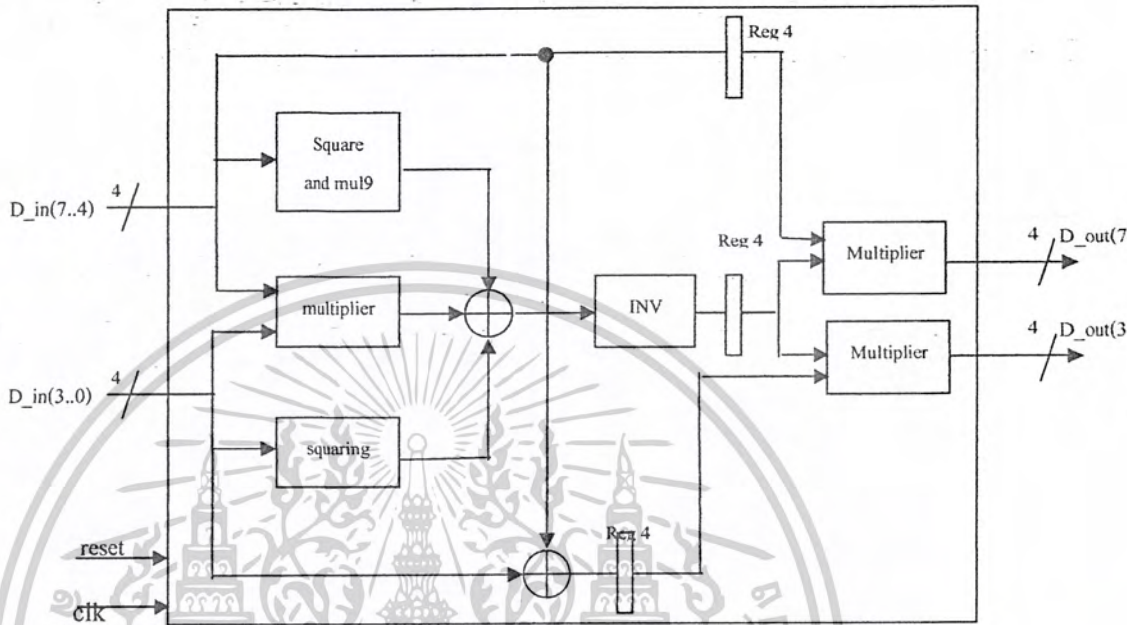 Reg 4
Square
and mul9
4
D_in(7..4)
Reg 4
4
D_out(7
Multiplier
multiplier
INV
4
D_out(3
Multiplier
4
D_in(3..0)
squaring
Reg 4
reset
clk